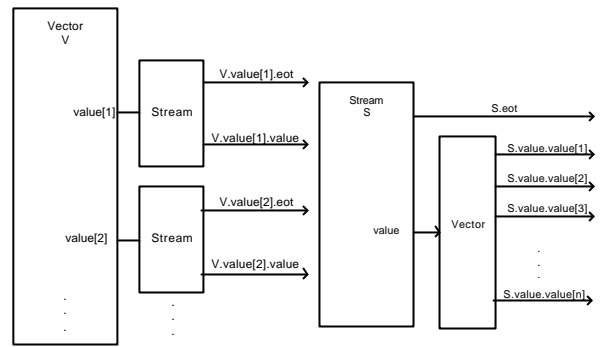 Vector
V
value[1]
Stream
V.value[1].eot
V.value[1].value
value[2]
Stream
V.value[2].eot
V.value[2].value
.
.
.
.
.
.
Stream
S
value
S.eot
Vector
S.value.value[1]
S.value.value[2]
S.value.value[3]
.
.
.
S.value.value[n]